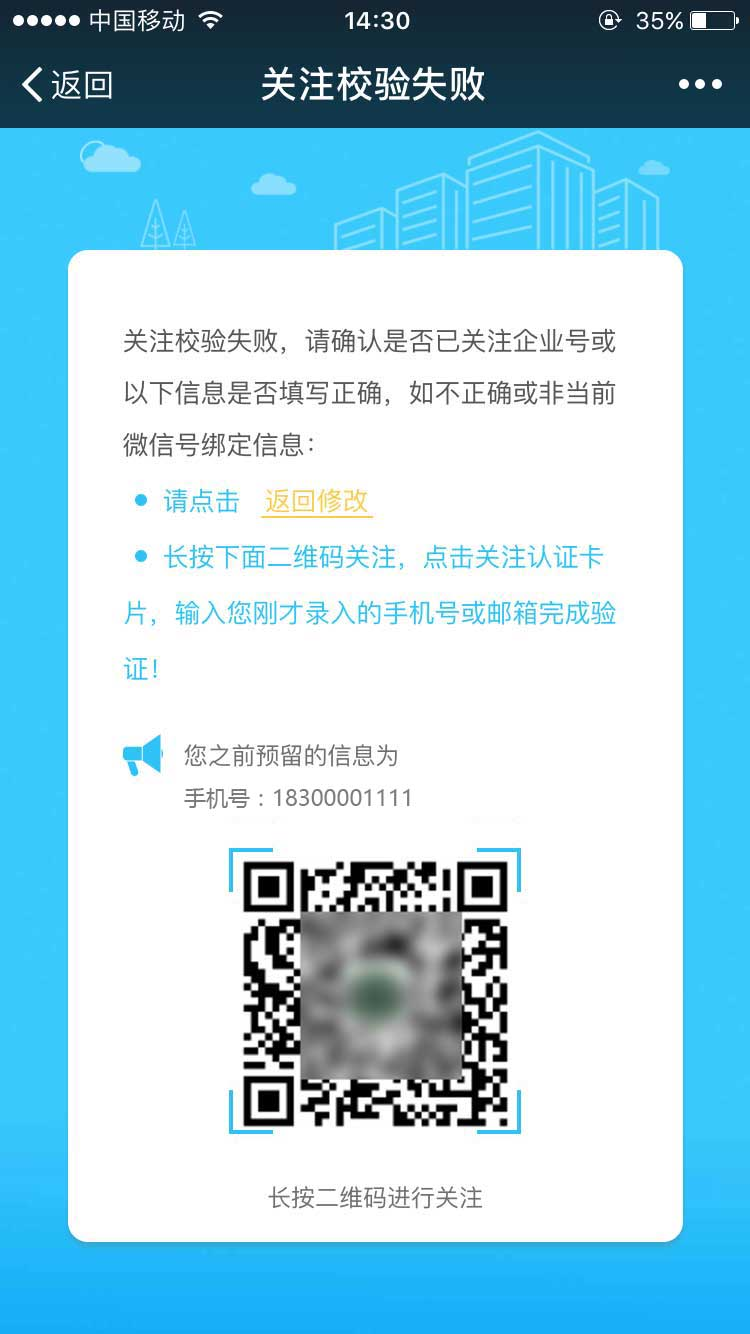 中国移动 14:30 35%
返回 关注校验失败
关注校验失败，请确认是否已关注企业号或
以下信息是否填写正确，如不正确或非当前
微信号绑定信息：
请点击 返回修改
长按下面二维码关注，点击关注认证卡
片，输入您刚才录入的手机号或邮箱完成验
证！
您之前预留的信息为
手机号：18300001111
长按二维码进行关注